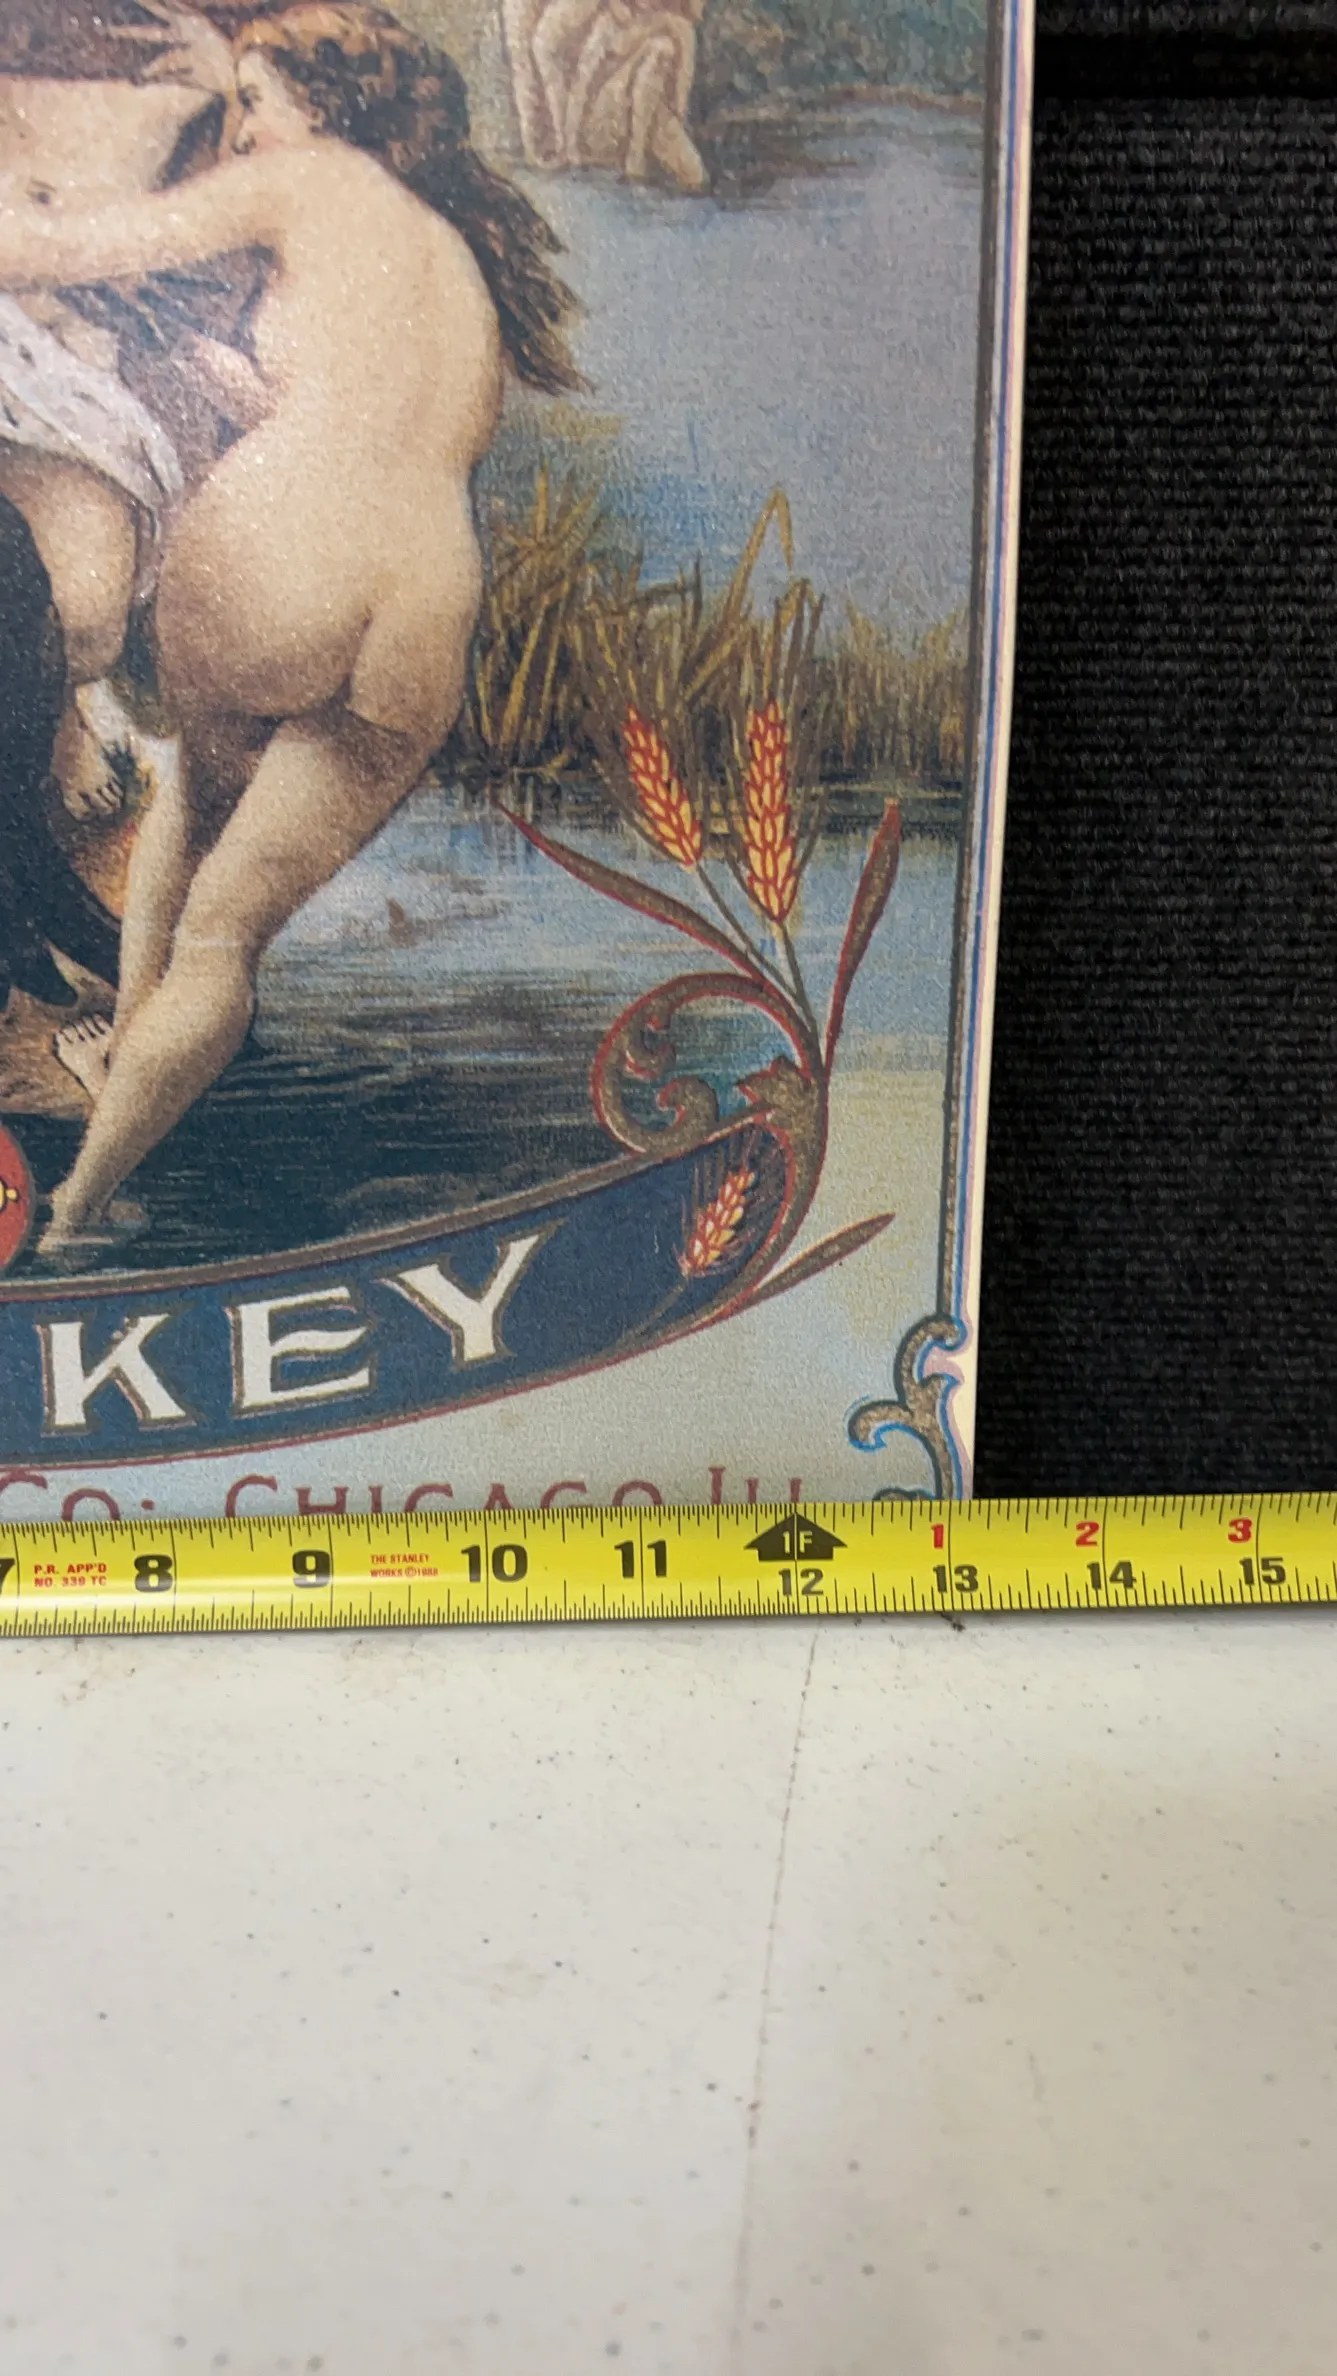 KEY
Co: CHICAGO ILL
7 8 9 10 11 1F 1 2 3
P.R. APP'D
NO. 339 TC
THE STANLEY
WORKS ©1988
12 13 14 15